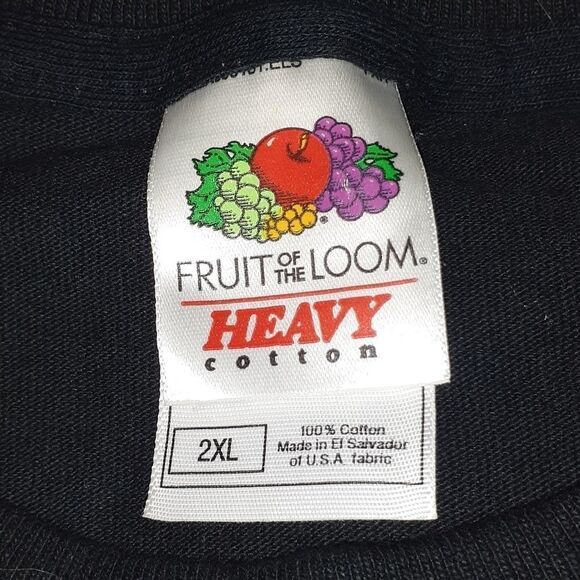 FRUIT OF THE LOOM®
HEAVY
cotton
2XL
100% Cotton
Made in El Salvador
of U.S.A. fabric